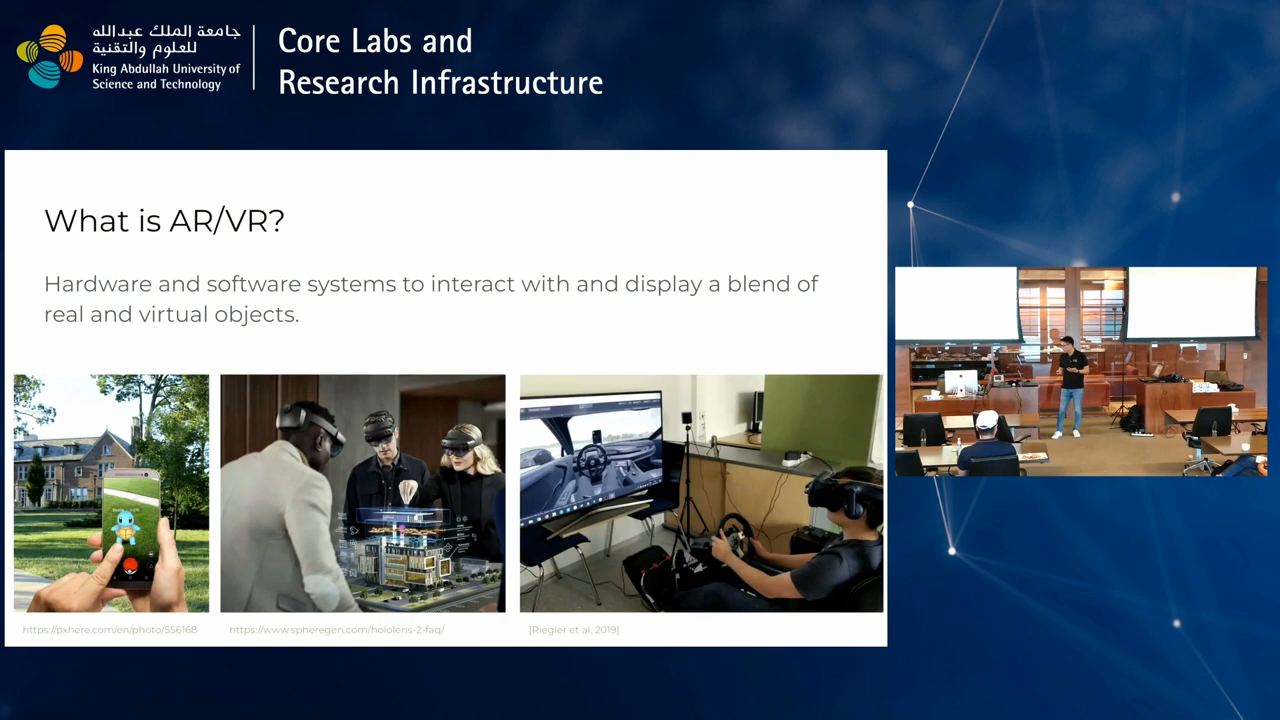 جامعة الملك عبدالله
للعلوم والتقنية
King Abdullah University of
Science and Technology
Core Labs and
Research Infrastructure
What is AR/VR?
Hardware and software systems to interact with and display a blend of
real and virtual objects.
https://pxhere.com/en/photo/556168
https://www.spheregen.com/hololens-2-faq/
[Riegler et al. 2019]